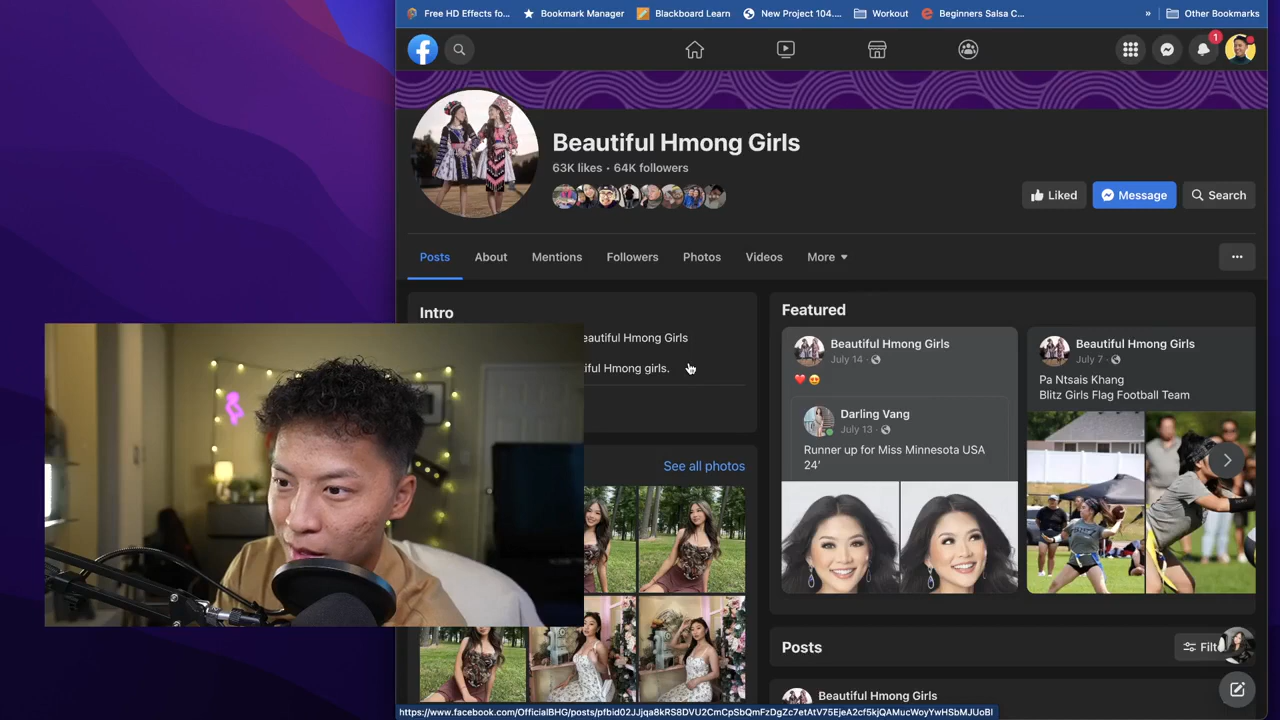 Free HD Effects fo...
Bookmark Manager
Blackboard Learn
New Project 104....
Workout
Beginners Salsa C...
»
Other Bookmarks
1
Beautiful Hmong Girls
63K likes • 64K followers
Liked
Message
Search
Posts
About
Mentions
Followers
Photos
Videos
More
Intro
eautiful Hmong Girls
iful Hmong girls.
See all photos
Featured
Beautiful Hmong Girls
July 14
Darling Vang
July 13
Runner up for Miss Minnesota USA
24'
Beautiful Hmong Girls
July 7
Pa Ntsais Khang
Blitz Girls Flag Football Team
Posts
Filt
Beautiful Hmong Girls